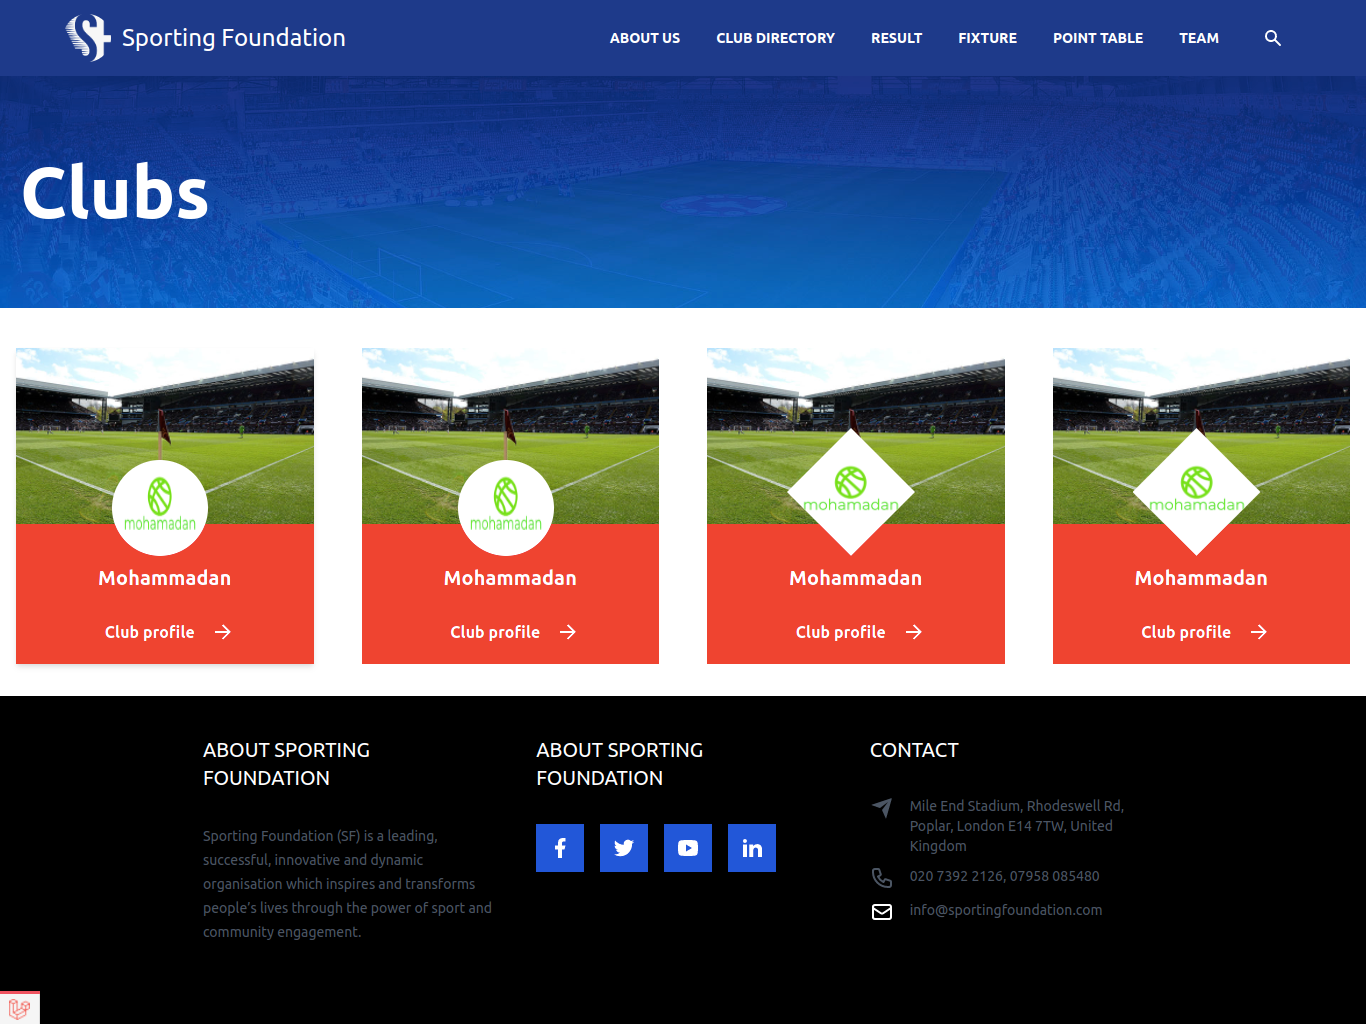 Sporting Foundation
ABOUT US CLUB DIRECTORY RESULT FIXTURE POINT TABLE TEAM
Clubs
mohamadan
mohamadan
mohamadan
mohamadan
Mohammadan
Mohammadan
Mohammadan
Mohammadan
Club profile
Club profile
Club profile
Club profile
ABOUT SPORTING
FOUNDATION
Sporting Foundation (SF) is a leading,
successful, innovative and dynamic
organisation which inspires and transforms
people's lives through the power of sport and
community engagement.
ABOUT SPORTING
FOUNDATION
CONTACT
Mile End Stadium, Rhodeswell Rd,
Poplar, London E14 7TW, United
Kingdom
020 7392 2126, 07958 085480
info@sportingfoundation.com